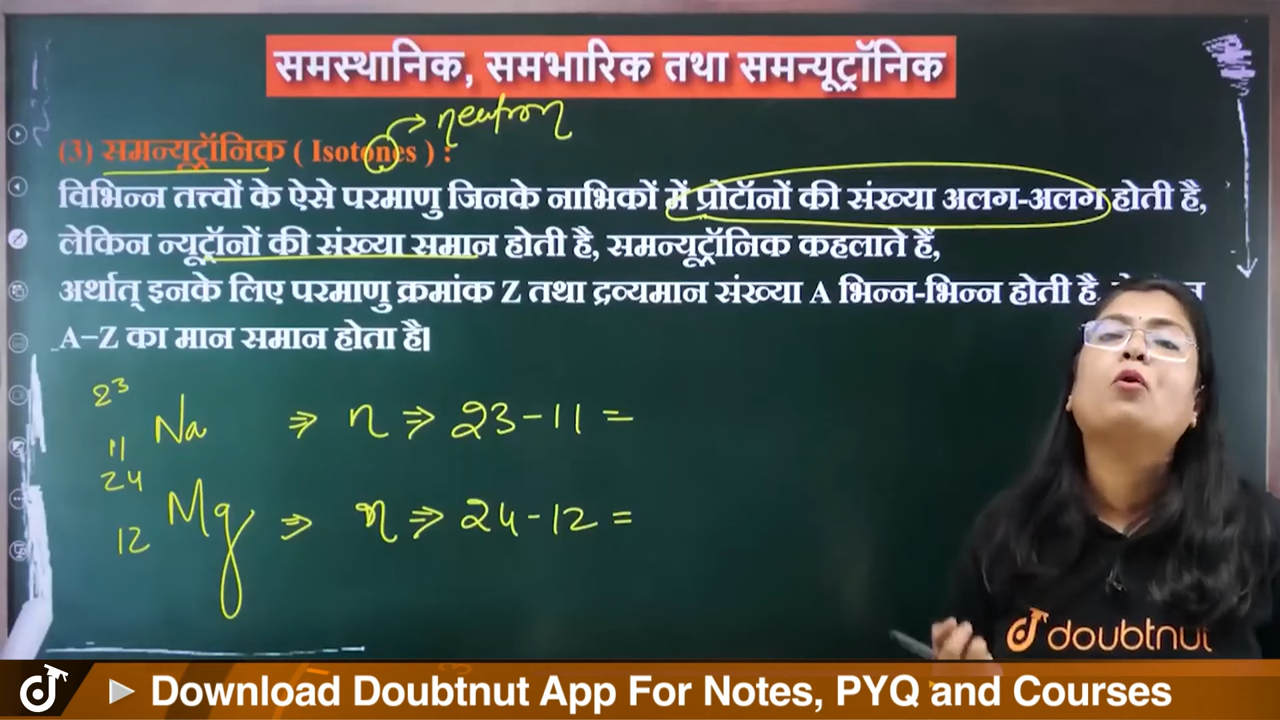 समस्थानिक, समभारिक तथा समन्यूट्रॉनिक
neutron
(3) समन्यूट्रॉनिक ( Isotones ) :
विभिन्न तत्त्वों के ऐसे परमाणु जिनके नाभिकों में प्रोटॉनों की संख्या अलग-अलग होती है,
लेकिन न्यूट्रॉनों की संख्या समान होती है, समन्यूट्रॉनिक कहलाते हैं,
अर्थात् इनके लिए परमाणु क्रमांक Z तथा द्रव्यमान संख्या A भिन्न-भिन्न होती है
A–Z का मान समान होता है।
23
11 Na ⇒ n ⇒ 23-11 =
24
12 Mg ⇒ n ⇒ 24-12 =
doubtnut
Download Doubtnut App For Notes, PYQ and Courses